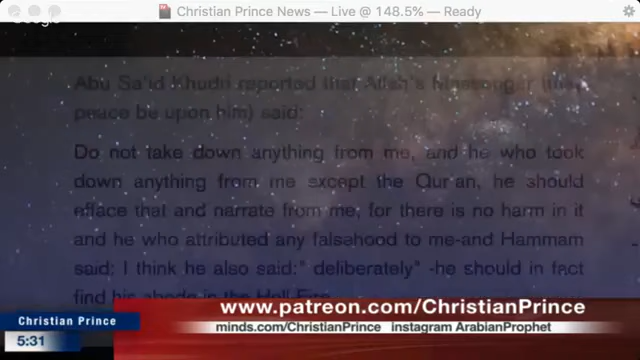 Christian Prince News — Live @ 148.5% — Ready
Google
Abu Sa'id Khudri reported that Allah's Messenger (may
peace be upon him) said:
Do not take down anything from me, and he who took
down anything from me except the Qur'an, he should
efface that and narrate from me, for there is no harm in it
and he who attributed any falsehood to me-and Hammam
said: I think he also said:" deliberately" -he should in fact
find his abode in the Hell-Fire
www.patreon.com/ChristianPrince
Christian Prince
minds.com/ChristianPrince instagram ArabianProphet
5:31